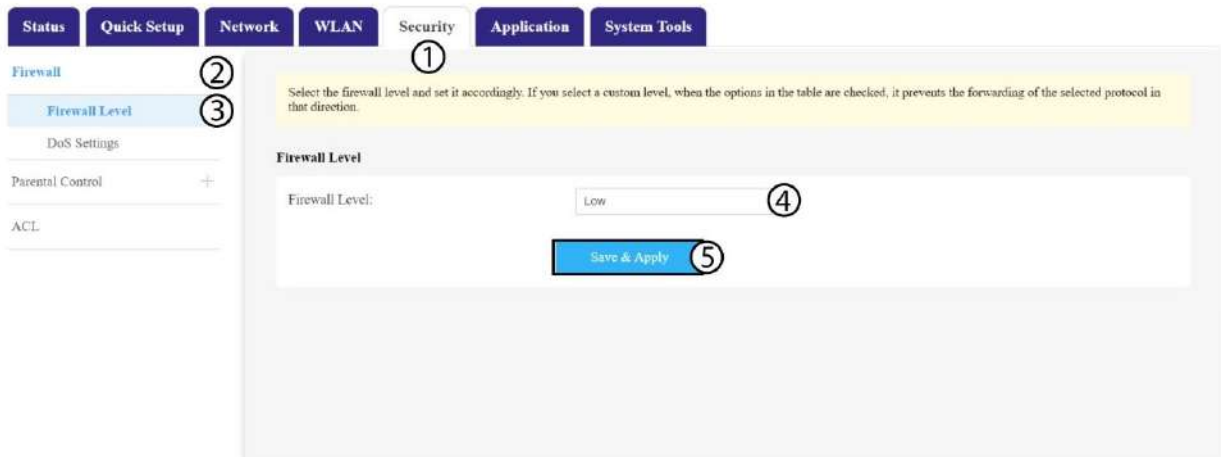 Status Quick Setup Network WLAN Security Application System Tools
①
Firewall ②
Firewall Level ③
DoS Settings
Parental Control +
ACL
Select the firewall level and set it accordingly. If you select a custom level, when the options in the table are checked, it prevents the forwarding of the selected protocol in
that direction.
Firewall Level
Firewall Level: Low ④
Save & Apply ⑤